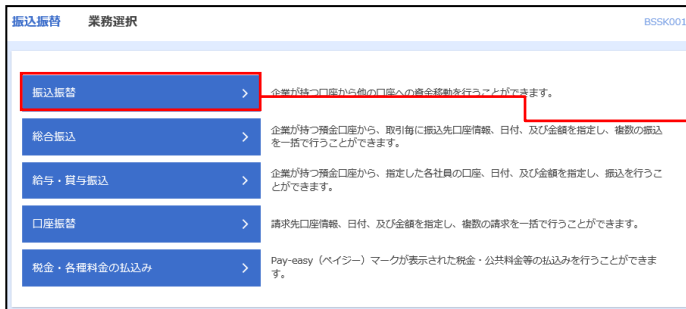 振込振替 業務選択 BSSK001
振込振替 企業が持つ口座から他の口座への資金移動を行うことができます。
総合振込 企業が持つ預金口座から、取引毎に振込先口座情報、日付、及び金額を指定し、複数の振込
を一括で行うことができます。
給与・賞与振込 企業が持つ預金口座から、指定した各社員の口座、日付、及び金額を指定し、振込を行うこ
とができます。
口座振替 請求先口座情報、日付、及び金額を指定し、複数の請求を一括で行うことができます。
税金・各種料金の払込み Pay-easy（ペイジー）マークが表示された税金・公共料金等の払込みを行うことができま
す。